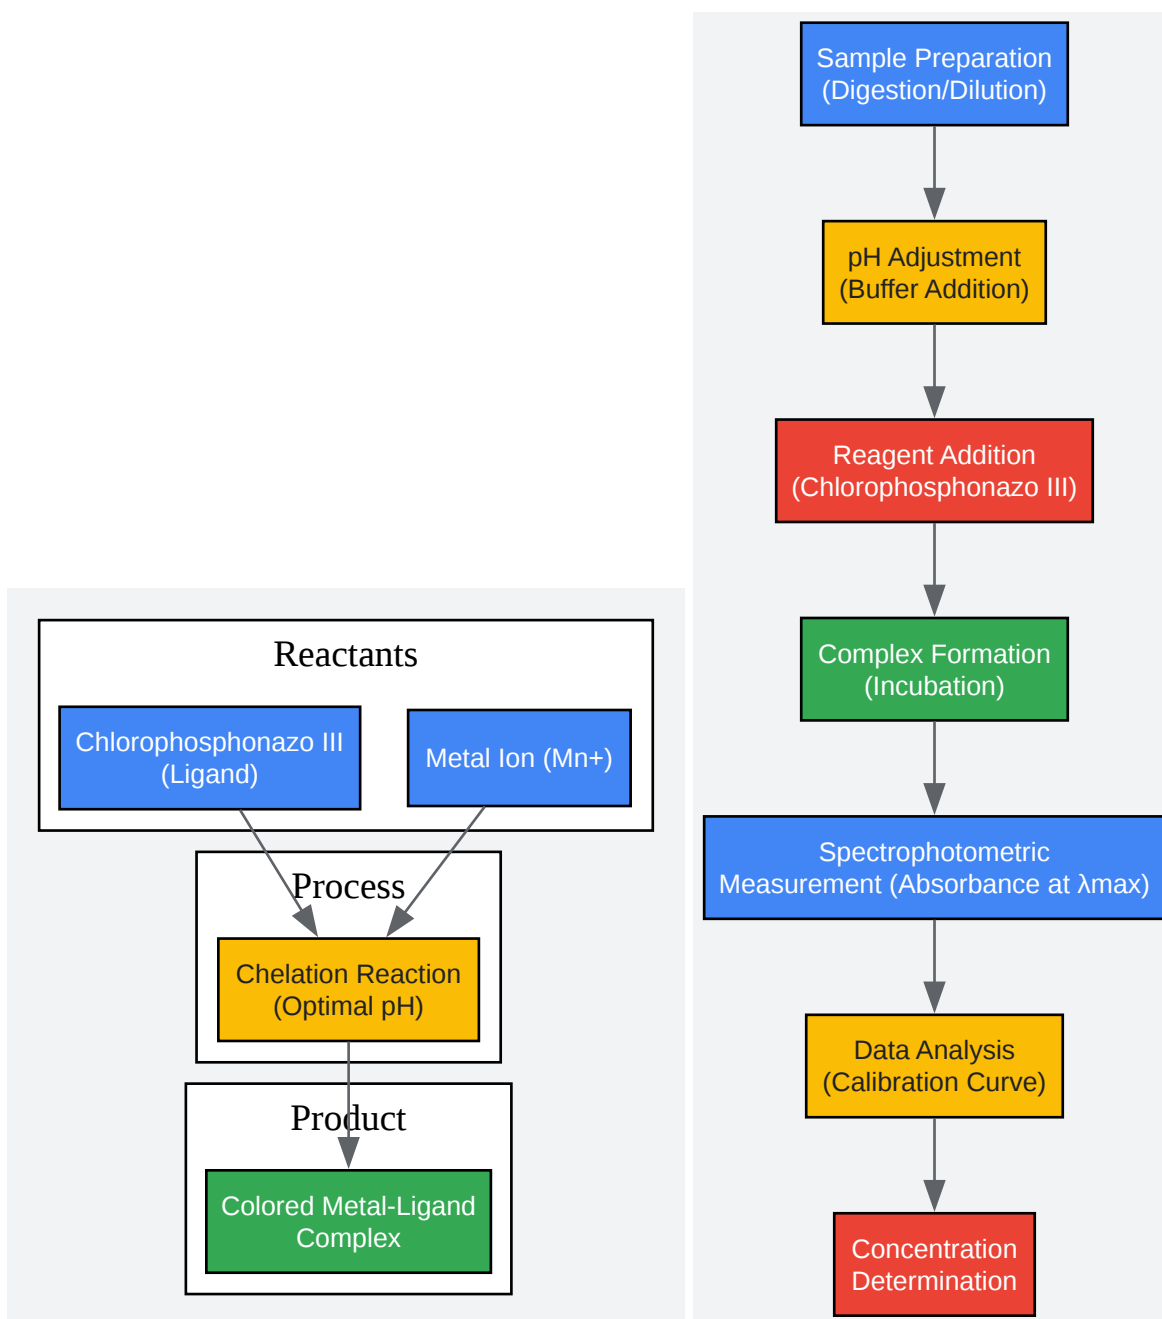 Reactants
Chlorophosphonazo III
(Ligand)
Metal Ion (Mn+)
Process
Chelation Reaction
(Optimal pH)
Product
Colored Metal-Ligand
Complex
Sample Preparation
(Digestion/Dilution)
pH Adjustment
(Buffer Addition)
Reagent Addition
(Chlorophosphonazo III)
Complex Formation
(Incubation)
Spectrophotometric
Measurement (Absorbance at λmax)
Data Analysis
(Calibration Curve)
Concentration
Determination